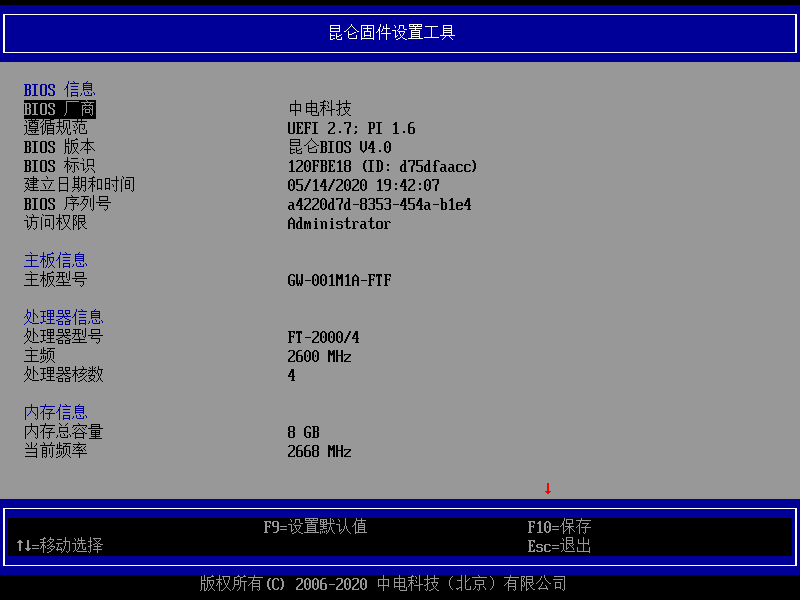 昆仑固件设置工具
BIOS 信息
BIOS 厂商 中电科技
遵循规范 UEFI 2.7; PI 1.6
BIOS 版本 昆仑BIOS V4.0
BIOS 标识 120FBE18 (ID: d75dfaacc)
建立日期和时间 05/14/2020 19:42:07
BIOS 序列号 a4220d7d-8353-454a-b1e4
访问权限 Administrator
主板信息
主板型号 GW-001M1A-FTF
处理器信息
处理器型号 FT-2000/4
主频 2600 MHz
处理器核数 4
内存信息
内存总容量 8 GB
当前频率 2668 MHz
↓
F9=设置默认值 F10=保存
↑↓=移动选择 Esc=退出
版权所有(C) 2006-2020 中电科技（北京）有限公司